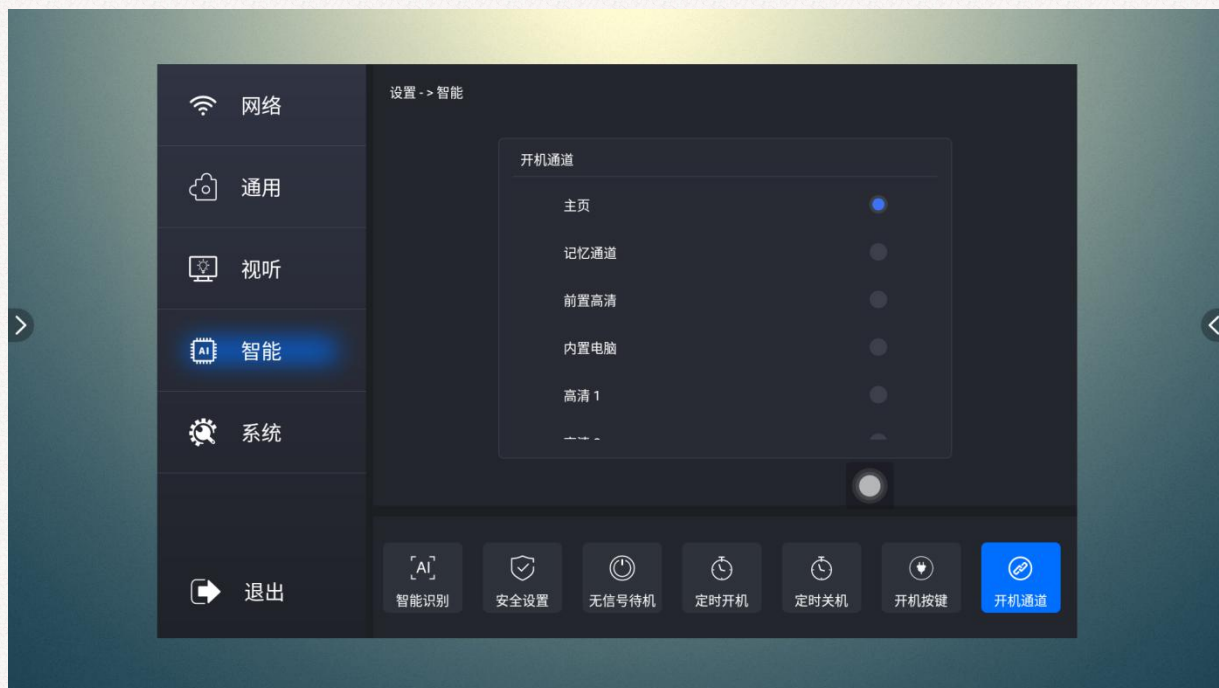 网络
通用
视听
智能
系统
退出
设置 -> 智能
开机通道
主页
记忆通道
前置高清
内置电脑
高清 1
AI
智能识别
安全设置
无信号待机
定时开机
定时关机
开机按键
开机通道